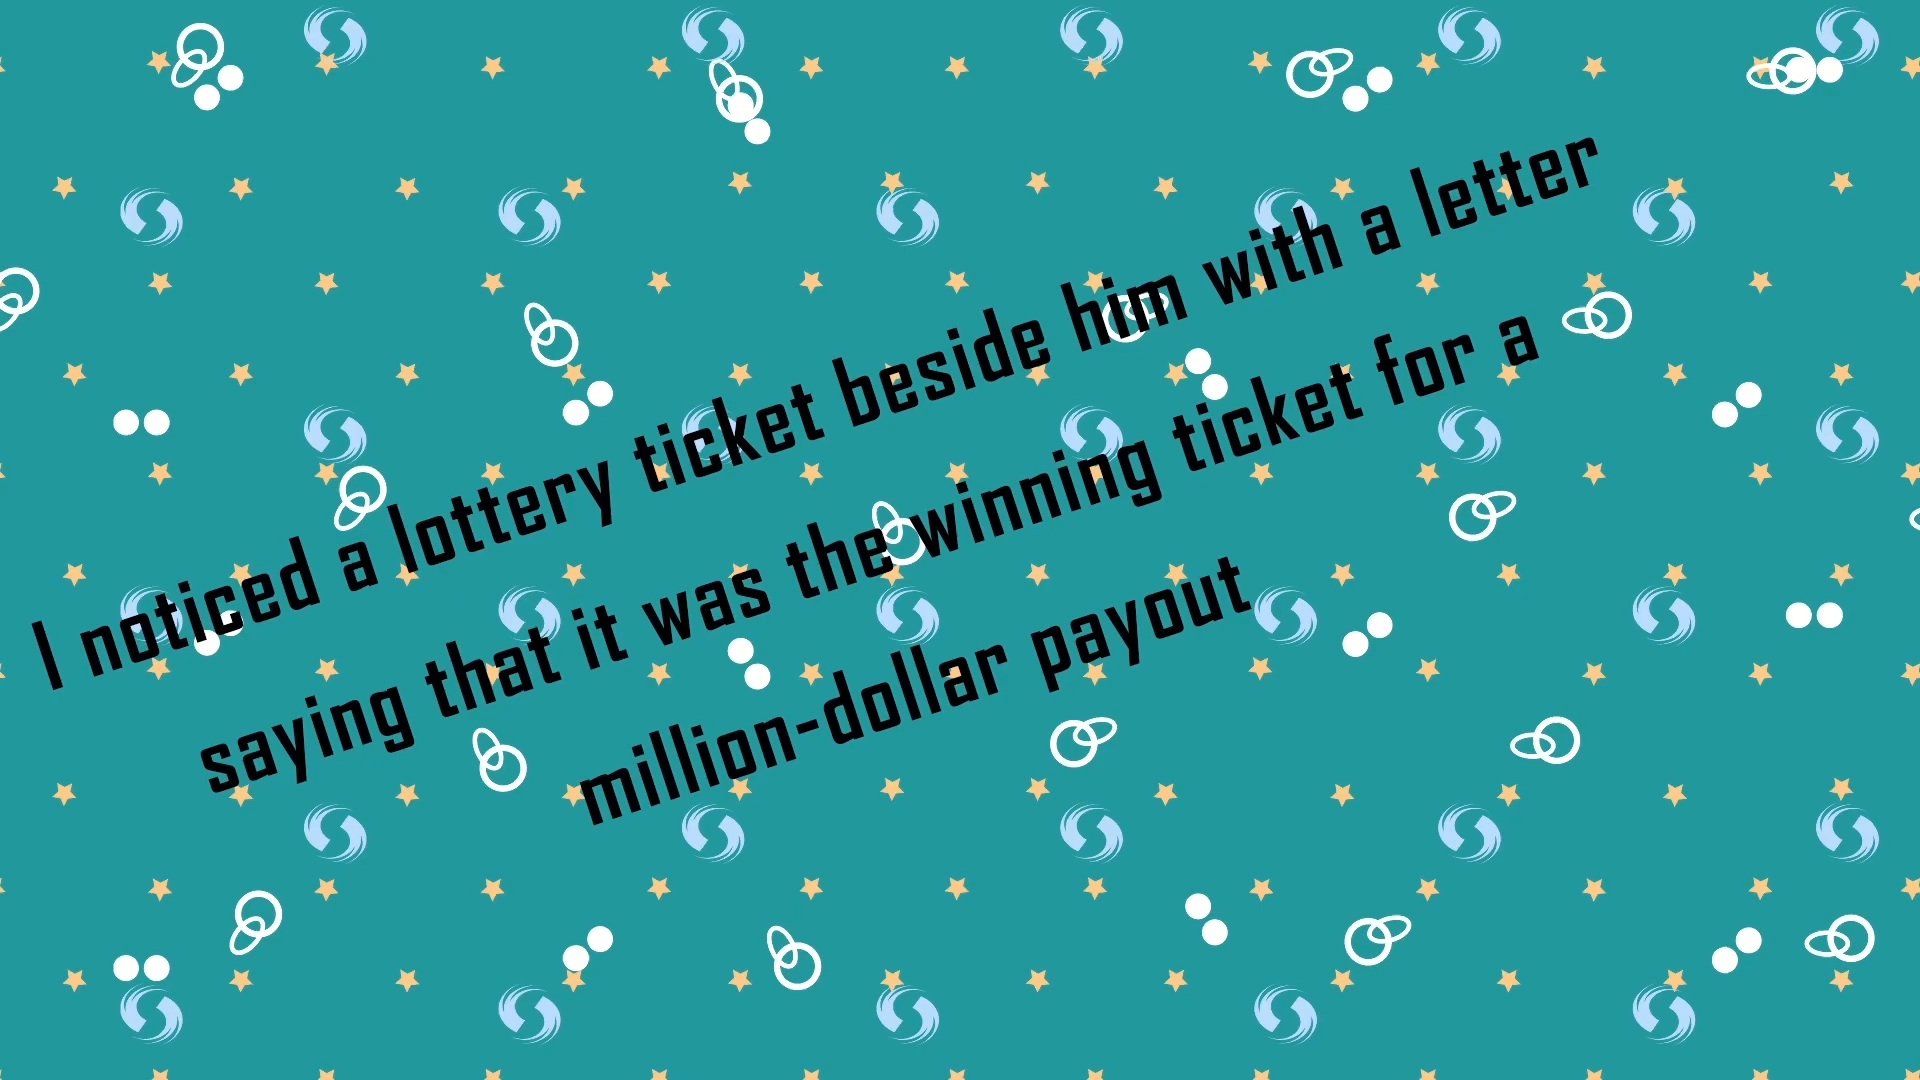 I noticed a lottery ticket beside him with a letter
saying that it was the winning ticket for a
million-dollar payout